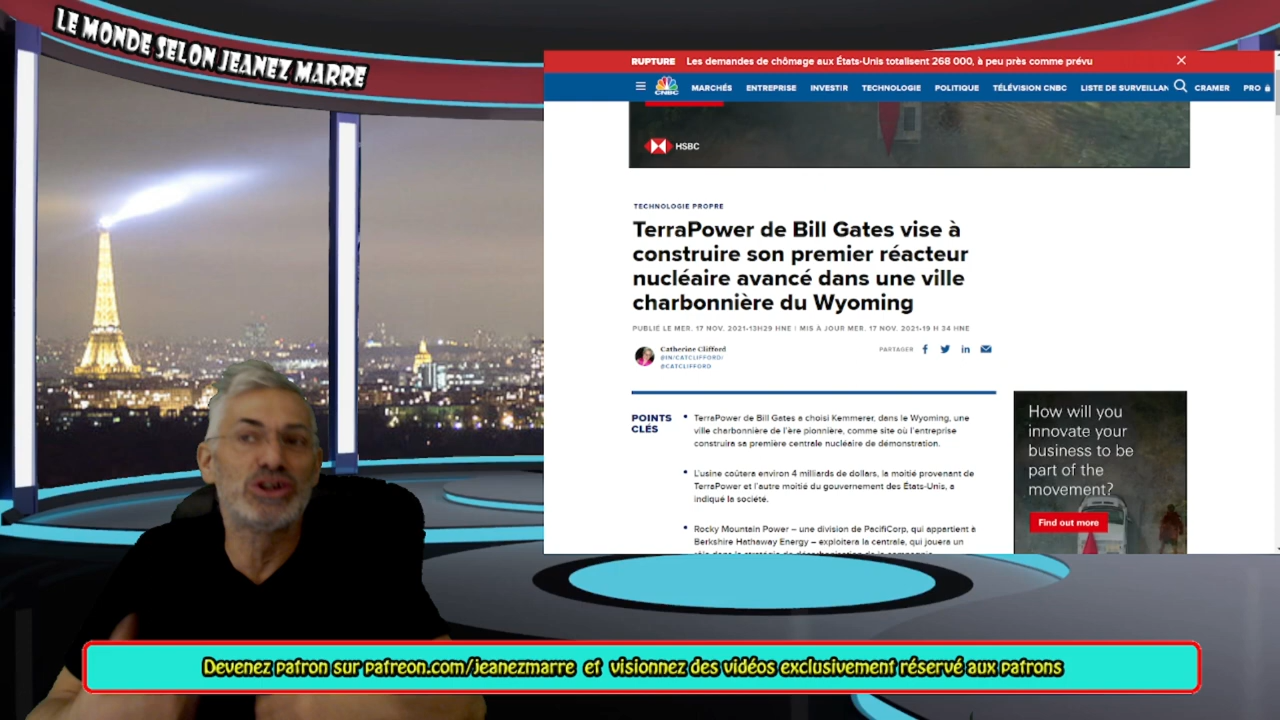 LE MONDE SELON JEANEZ MARRE
RUPTURE Les demandes de chômage aux États-Unis totalisent 268 000, à peu près comme prévu
CNBC MARCHÉS ENTREPRISE INVESTIR TECHNOLOGIE POLITIQUE TÉLÉVISION CNBC LISTE DE SURVEILLAN CRAMER PRO
HSBC
TECHNOLOGIE PROPRE
TerraPower de Bill Gates vise à
construire son premier réacteur
nucléaire avancé dans une ville
charbonnière du Wyoming
PUBLIÉ LE MER. 17 NOV. 2021•13H29 HNE | MIS À JOUR MER. 17 NOV. 2021•19 H 34 HNE
Catherine Clifford
@IN/CATCLIFFORD/
@CATCLIFFORD
PARTAGER
POINTS
CLÉS
TerraPower de Bill Gates a choisi Kemmerer, dans le Wyoming, une
ville charbonnière de l'ère pionnière, comme site où l'entreprise
construira sa première centrale nucléaire de démonstration.
L'usine coûtera environ 4 milliards de dollars, la moitié provenant de
TerraPower et l'autre moitié du gouvernement des États-Unis, a
indiqué la société.
Rocky Mountain Power – une division de PacifiCorp, qui appartient à
Berkshire Hathaway Energy – exploitera la centrale, qui jouera un
How will you
innovate your
business to be
part of the
movement?
Find out more
Devenez patron sur patreon.com/jeanezmarre et visionnez des vidéos exclusivement réservé aux patrons